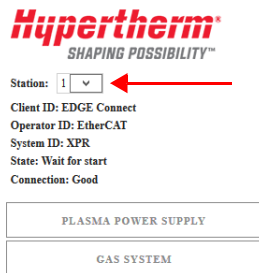 Hypertherm®
SHAPING POSSIBILITY™
Station: 1
Client ID: EDGE Connect
Operator ID: EtherCAT
System ID: XPR
State: Wait for start
Connection: Good
PLASMA POWER SUPPLY
GAS SYSTEM